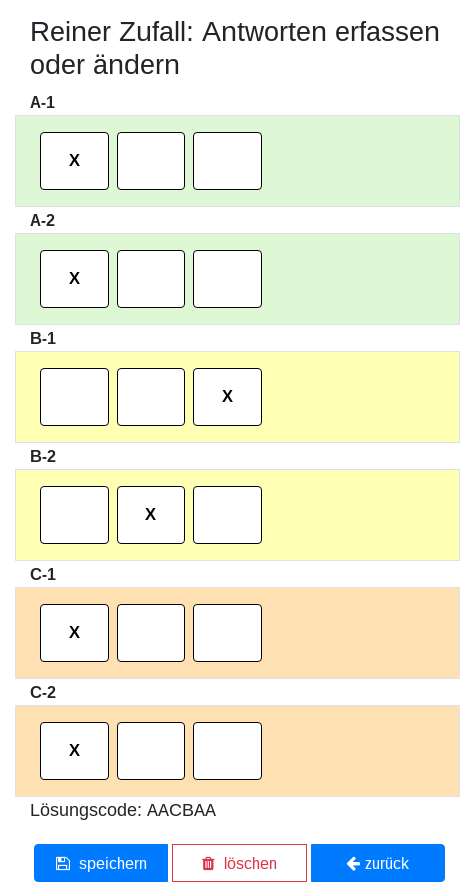 Reiner Zufall: Antworten erfassen
oder ändern
A-1
X
A-2
X
B-1
X
B-2
X
C-1
X
C-2
X
Lösungscode: AACBAA
speichern löschen zurück